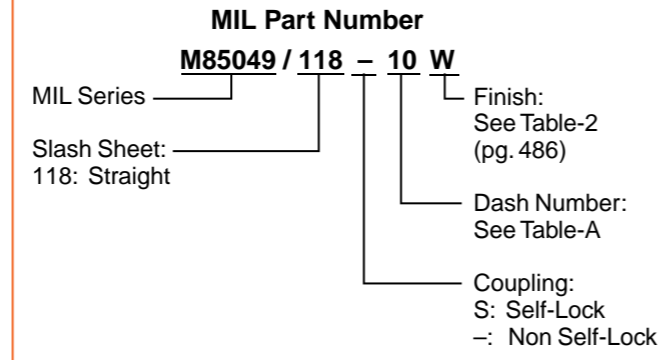 MIL Part Number
M85049 / 118 – 10 W
MIL Series
Finish:
See Table-2
(pg. 486)
Slash Sheet:
118: Straight
Dash Number:
See Table-A
Coupling:
S: Self-Lock
–: Non Self-Lock